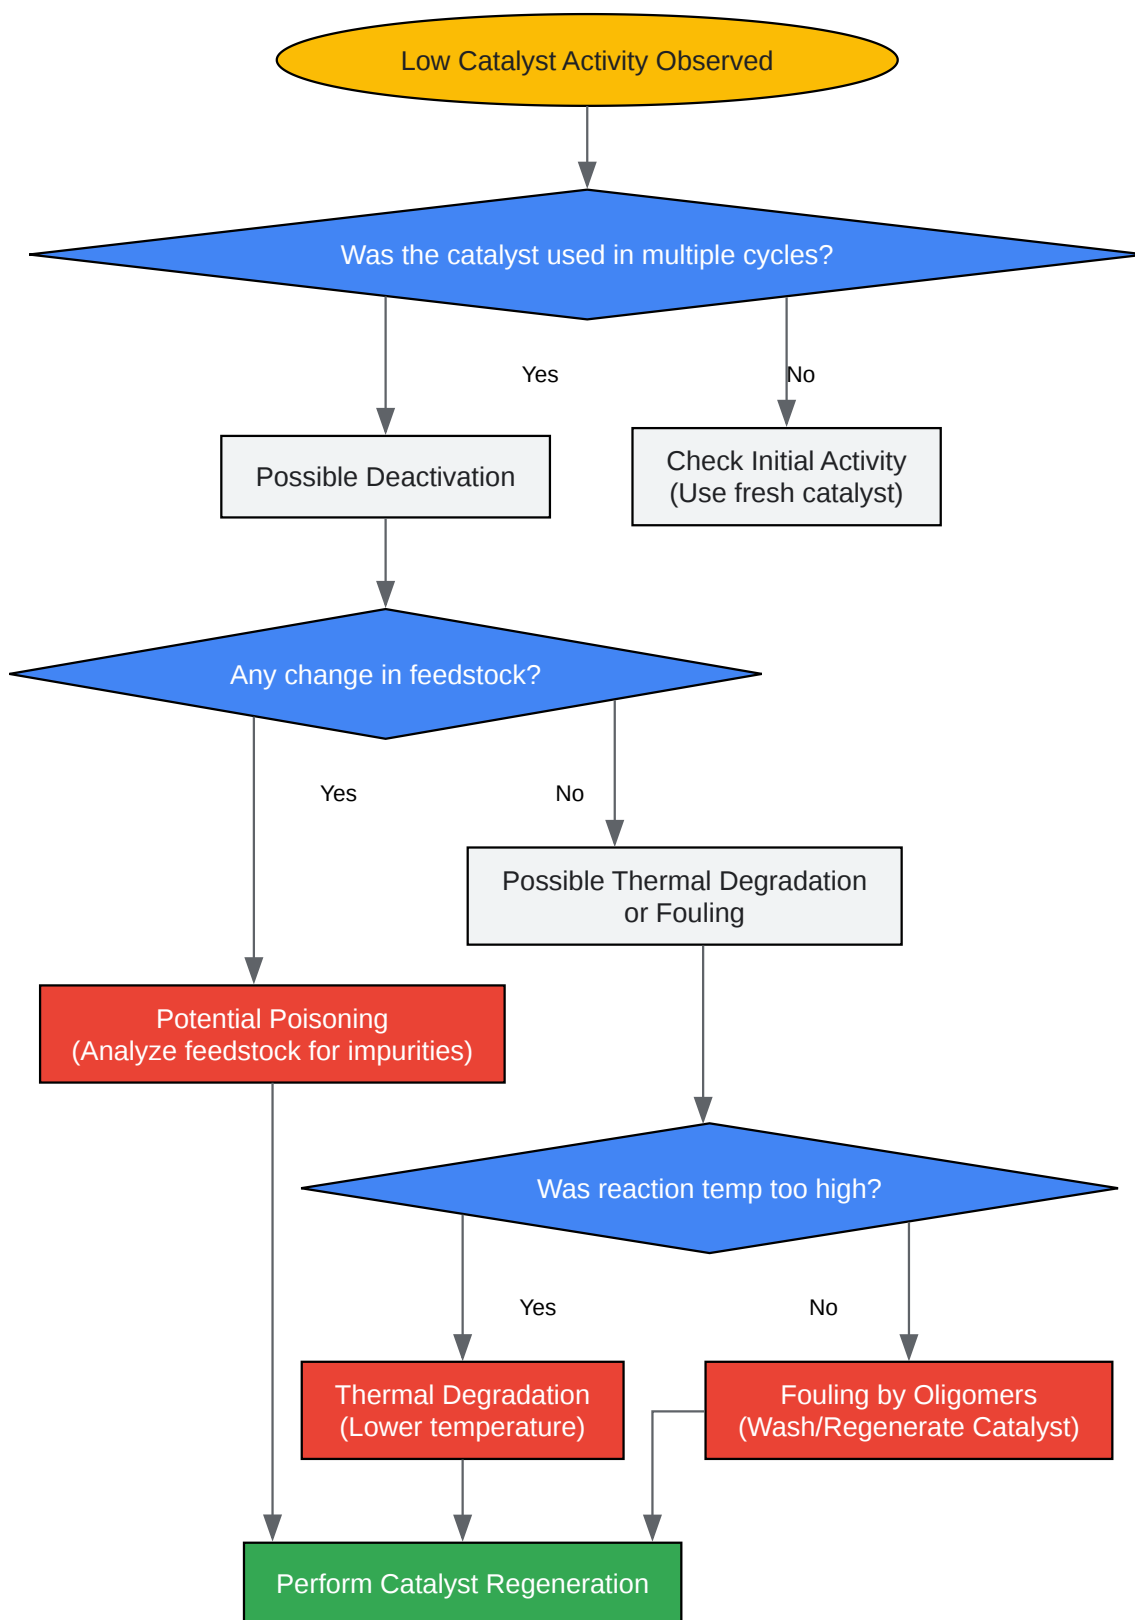 Low Catalyst Activity Observed
Was the catalyst used in multiple cycles?
Yes
No
Possible Deactivation
Check Initial Activity
(Use fresh catalyst)
Any change in feedstock?
Yes
No
Possible Thermal Degradation
or Fouling
Potential Poisoning
(Analyze feedstock for impurities)
Was reaction temp too high?
Yes
No
Thermal Degradation
(Lower temperature)
Fouling by Oligomers
(Wash/Regenerate Catalyst)
Perform Catalyst Regeneration